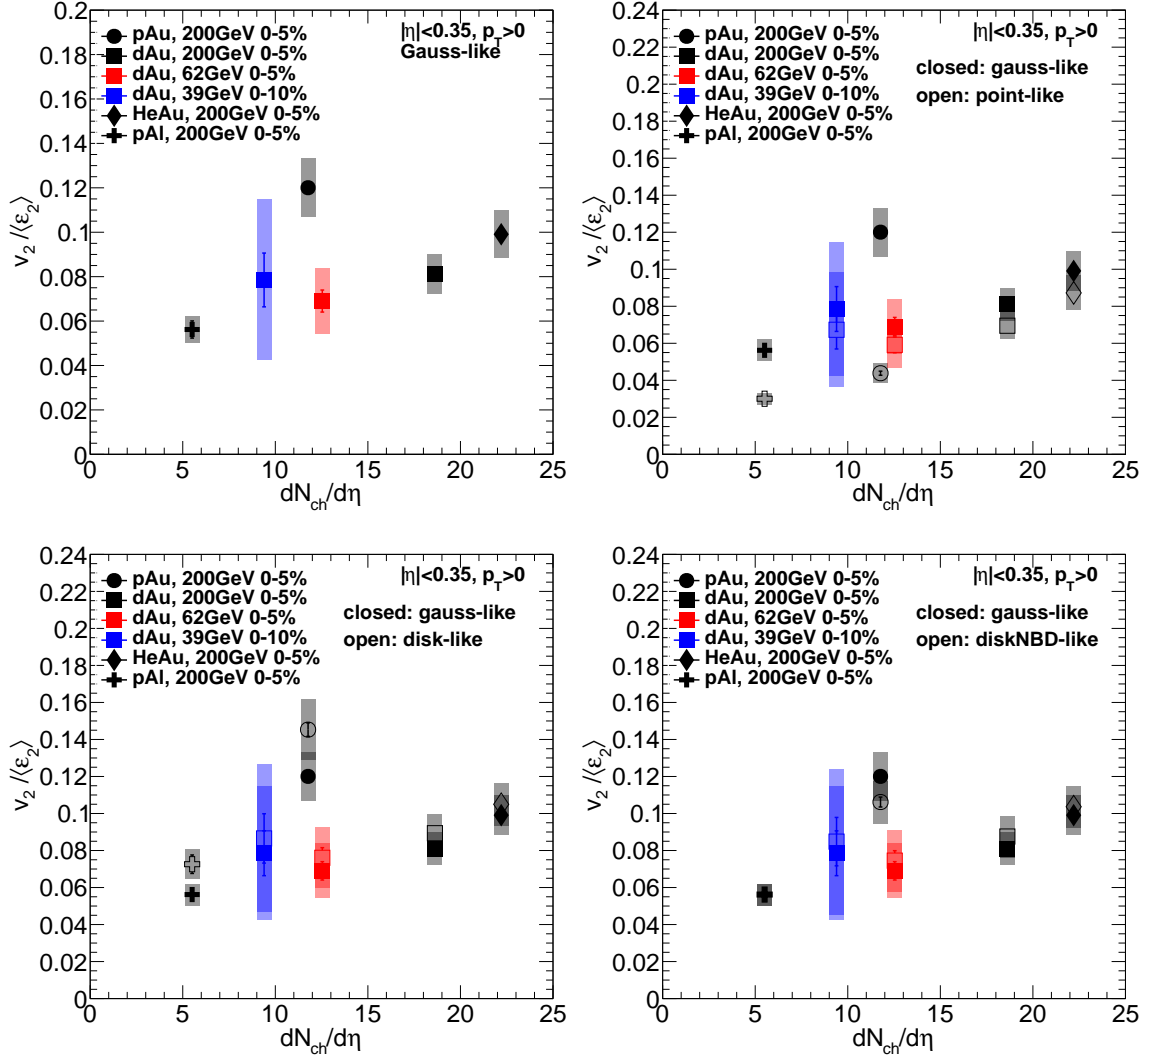 0.2
0.18
0.16
0.14
0.12
0.1
0.08
0.06
0.04
0.02
0
v2/⟨ε2⟩
pAu, 200GeV 0-5%
dAu, 200GeV 0-5%
dAu, 62GeV 0-5%
dAu, 39GeV 0-10%
HeAu, 200GeV 0-5%
pAl, 200GeV 0-5%
|η|<0.35, pT>0
Gauss-like
0 5 10 15 20 25
dNch/dη
0.24
0.22
0.2
0.18
0.16
0.14
0.12
0.1
0.08
0.06
0.04
0.02
0
v2/⟨ε2⟩
pAu, 200GeV 0-5%
dAu, 200GeV 0-5%
dAu, 62GeV 0-5%
dAu, 39GeV 0-10%
HeAu, 200GeV 0-5%
pAl, 200GeV 0-5%
|η|<0.35, pT>0
closed: gauss-like
open: point-like
0 5 10 15 20 25
dNch/dη
0.24
0.22
0.2
0.18
0.16
0.14
0.12
0.1
0.08
0.06
0.04
0.02
0
v2/⟨ε2⟩
pAu, 200GeV 0-5%
dAu, 200GeV 0-5%
dAu, 62GeV 0-5%
dAu, 39GeV 0-10%
HeAu, 200GeV 0-5%
pAl, 200GeV 0-5%
|η|<0.35, pT>0
closed: gauss-like
open: disk-like
0 5 10 15 20 25
dNch/dη
0.24
0.22
0.2
0.18
0.16
0.14
0.12
0.1
0.08
0.06
0.04
0.02
0
v2/⟨ε2⟩
pAu, 200GeV 0-5%
dAu, 200GeV 0-5%
dAu, 62GeV 0-5%
dAu, 39GeV 0-10%
HeAu, 200GeV 0-5%
pAl, 200GeV 0-5%
|η|<0.35, pT>0
closed: gauss-like
open: diskNBD-like
0 5 10 15 20 25
dNch/dη